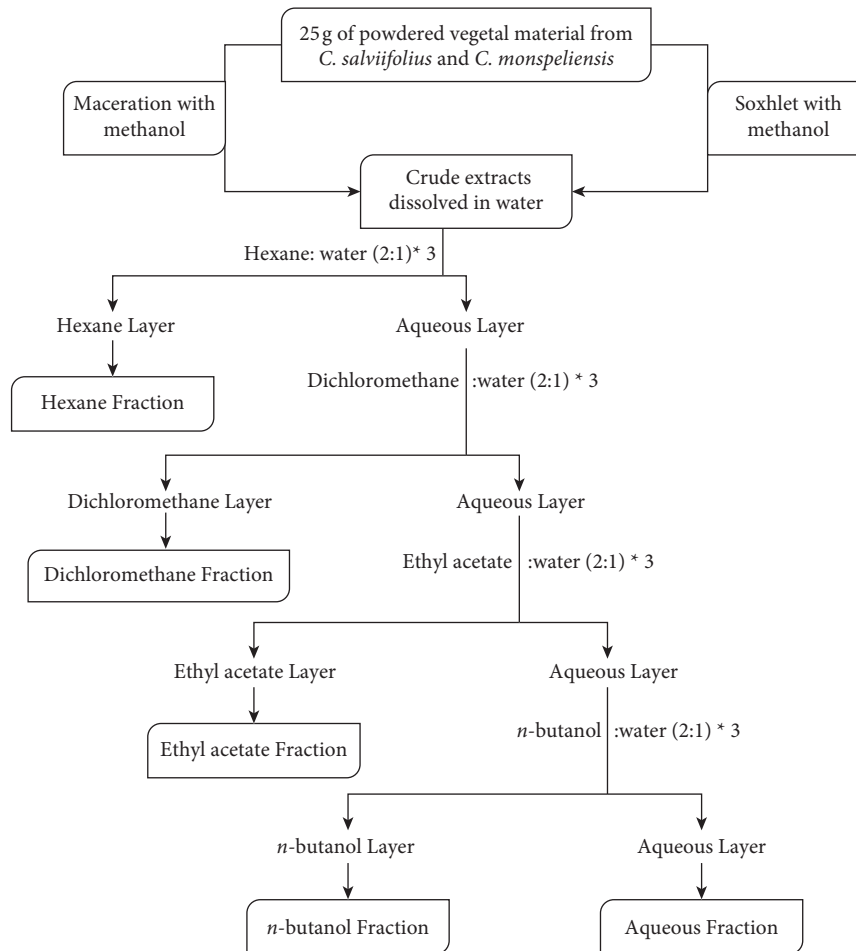 25 g of powdered vegetal material from
C. salviifolius and C. monspeliensis
Maceration with
methanol
Soxhlet with
methanol
Crude extracts
dissolved in water
Hexane: water (2:1)* 3
Hexane Layer
Aqueous Layer
Hexane Fraction
Dichloromethane :water (2:1) * 3
Dichloromethane Layer
Aqueous Layer
Dichloromethane Fraction
Ethyl acetate :water (2:1) * 3
Ethyl acetate Layer
Aqueous Layer
Ethyl acetate Fraction
n-butanol :water (2:1) * 3
n-butanol Layer
Aqueous Layer
n-butanol Fraction
Aqueous Fraction